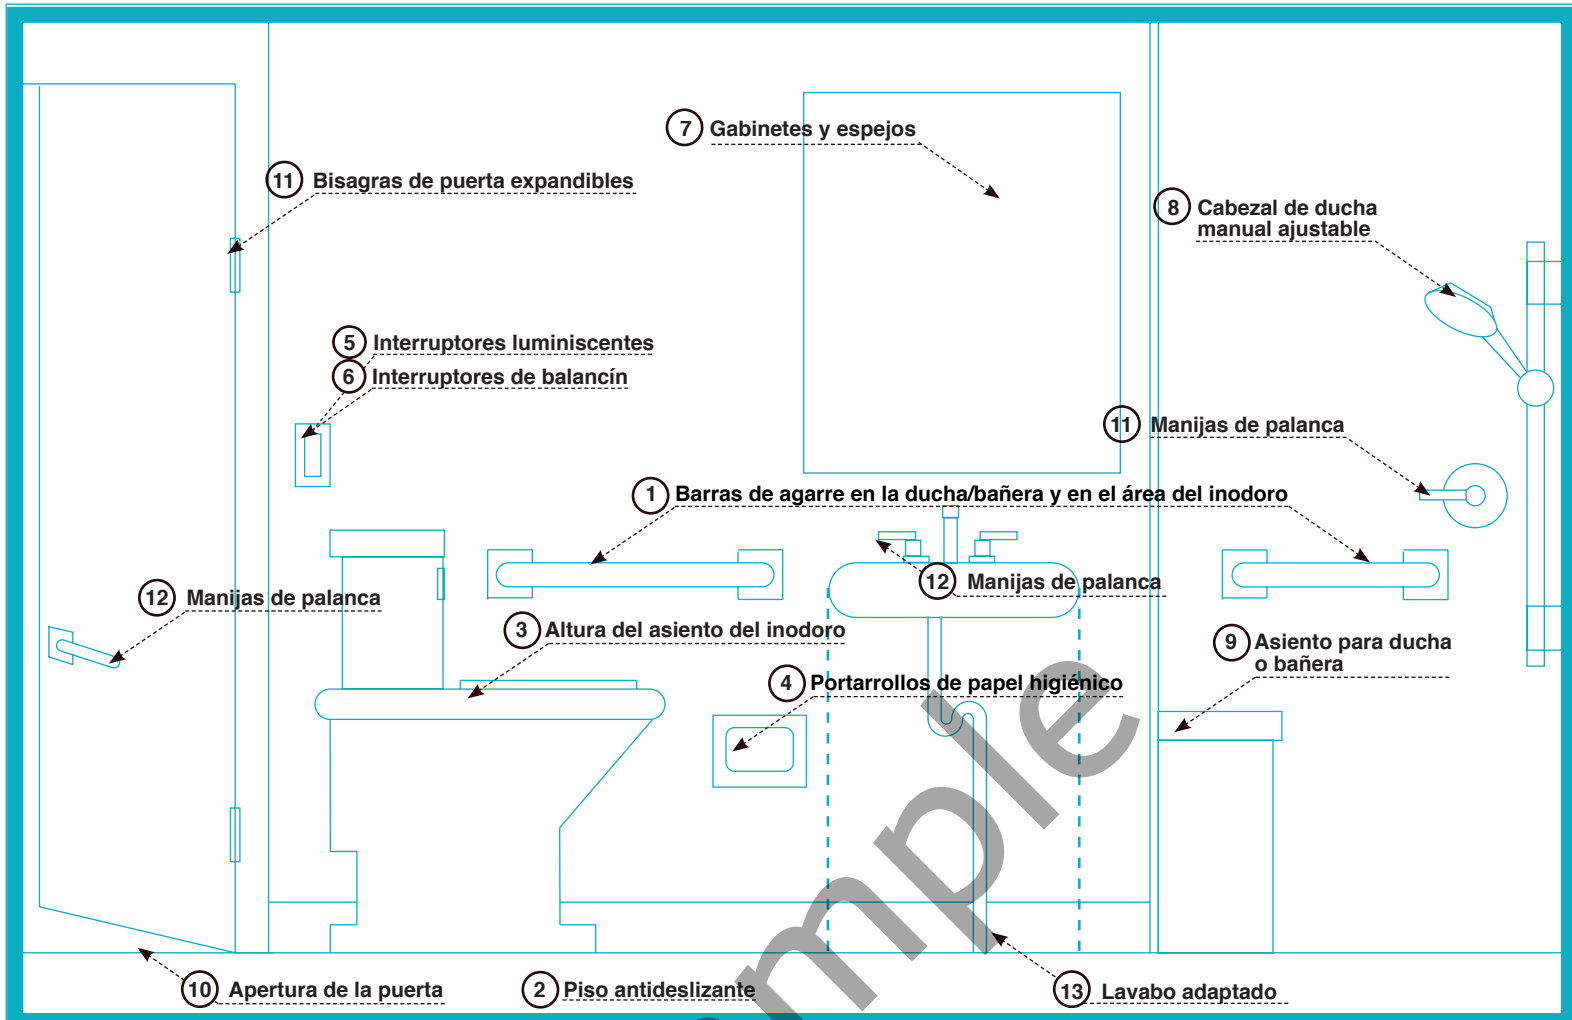 7 Gabinetes y espejos
11 Bisagras de puerta expandibles
8 Cabezal de ducha
manual ajustable
5 Interruptores luminiscentes
6 Interruptores de balancín
11 Manijas de palanca
1 Barras de agarre en la ducha/bañera y en el área del inodoro
12 Manijas de palanca
12 Manijas de palanca
3 Altura del asiento del inodoro
9 Asiento para ducha
o bañera
4 Portarrollos de papel higiénico
10 Apertura de la puerta
2 Piso antideslizante
13 Lavabo adaptado